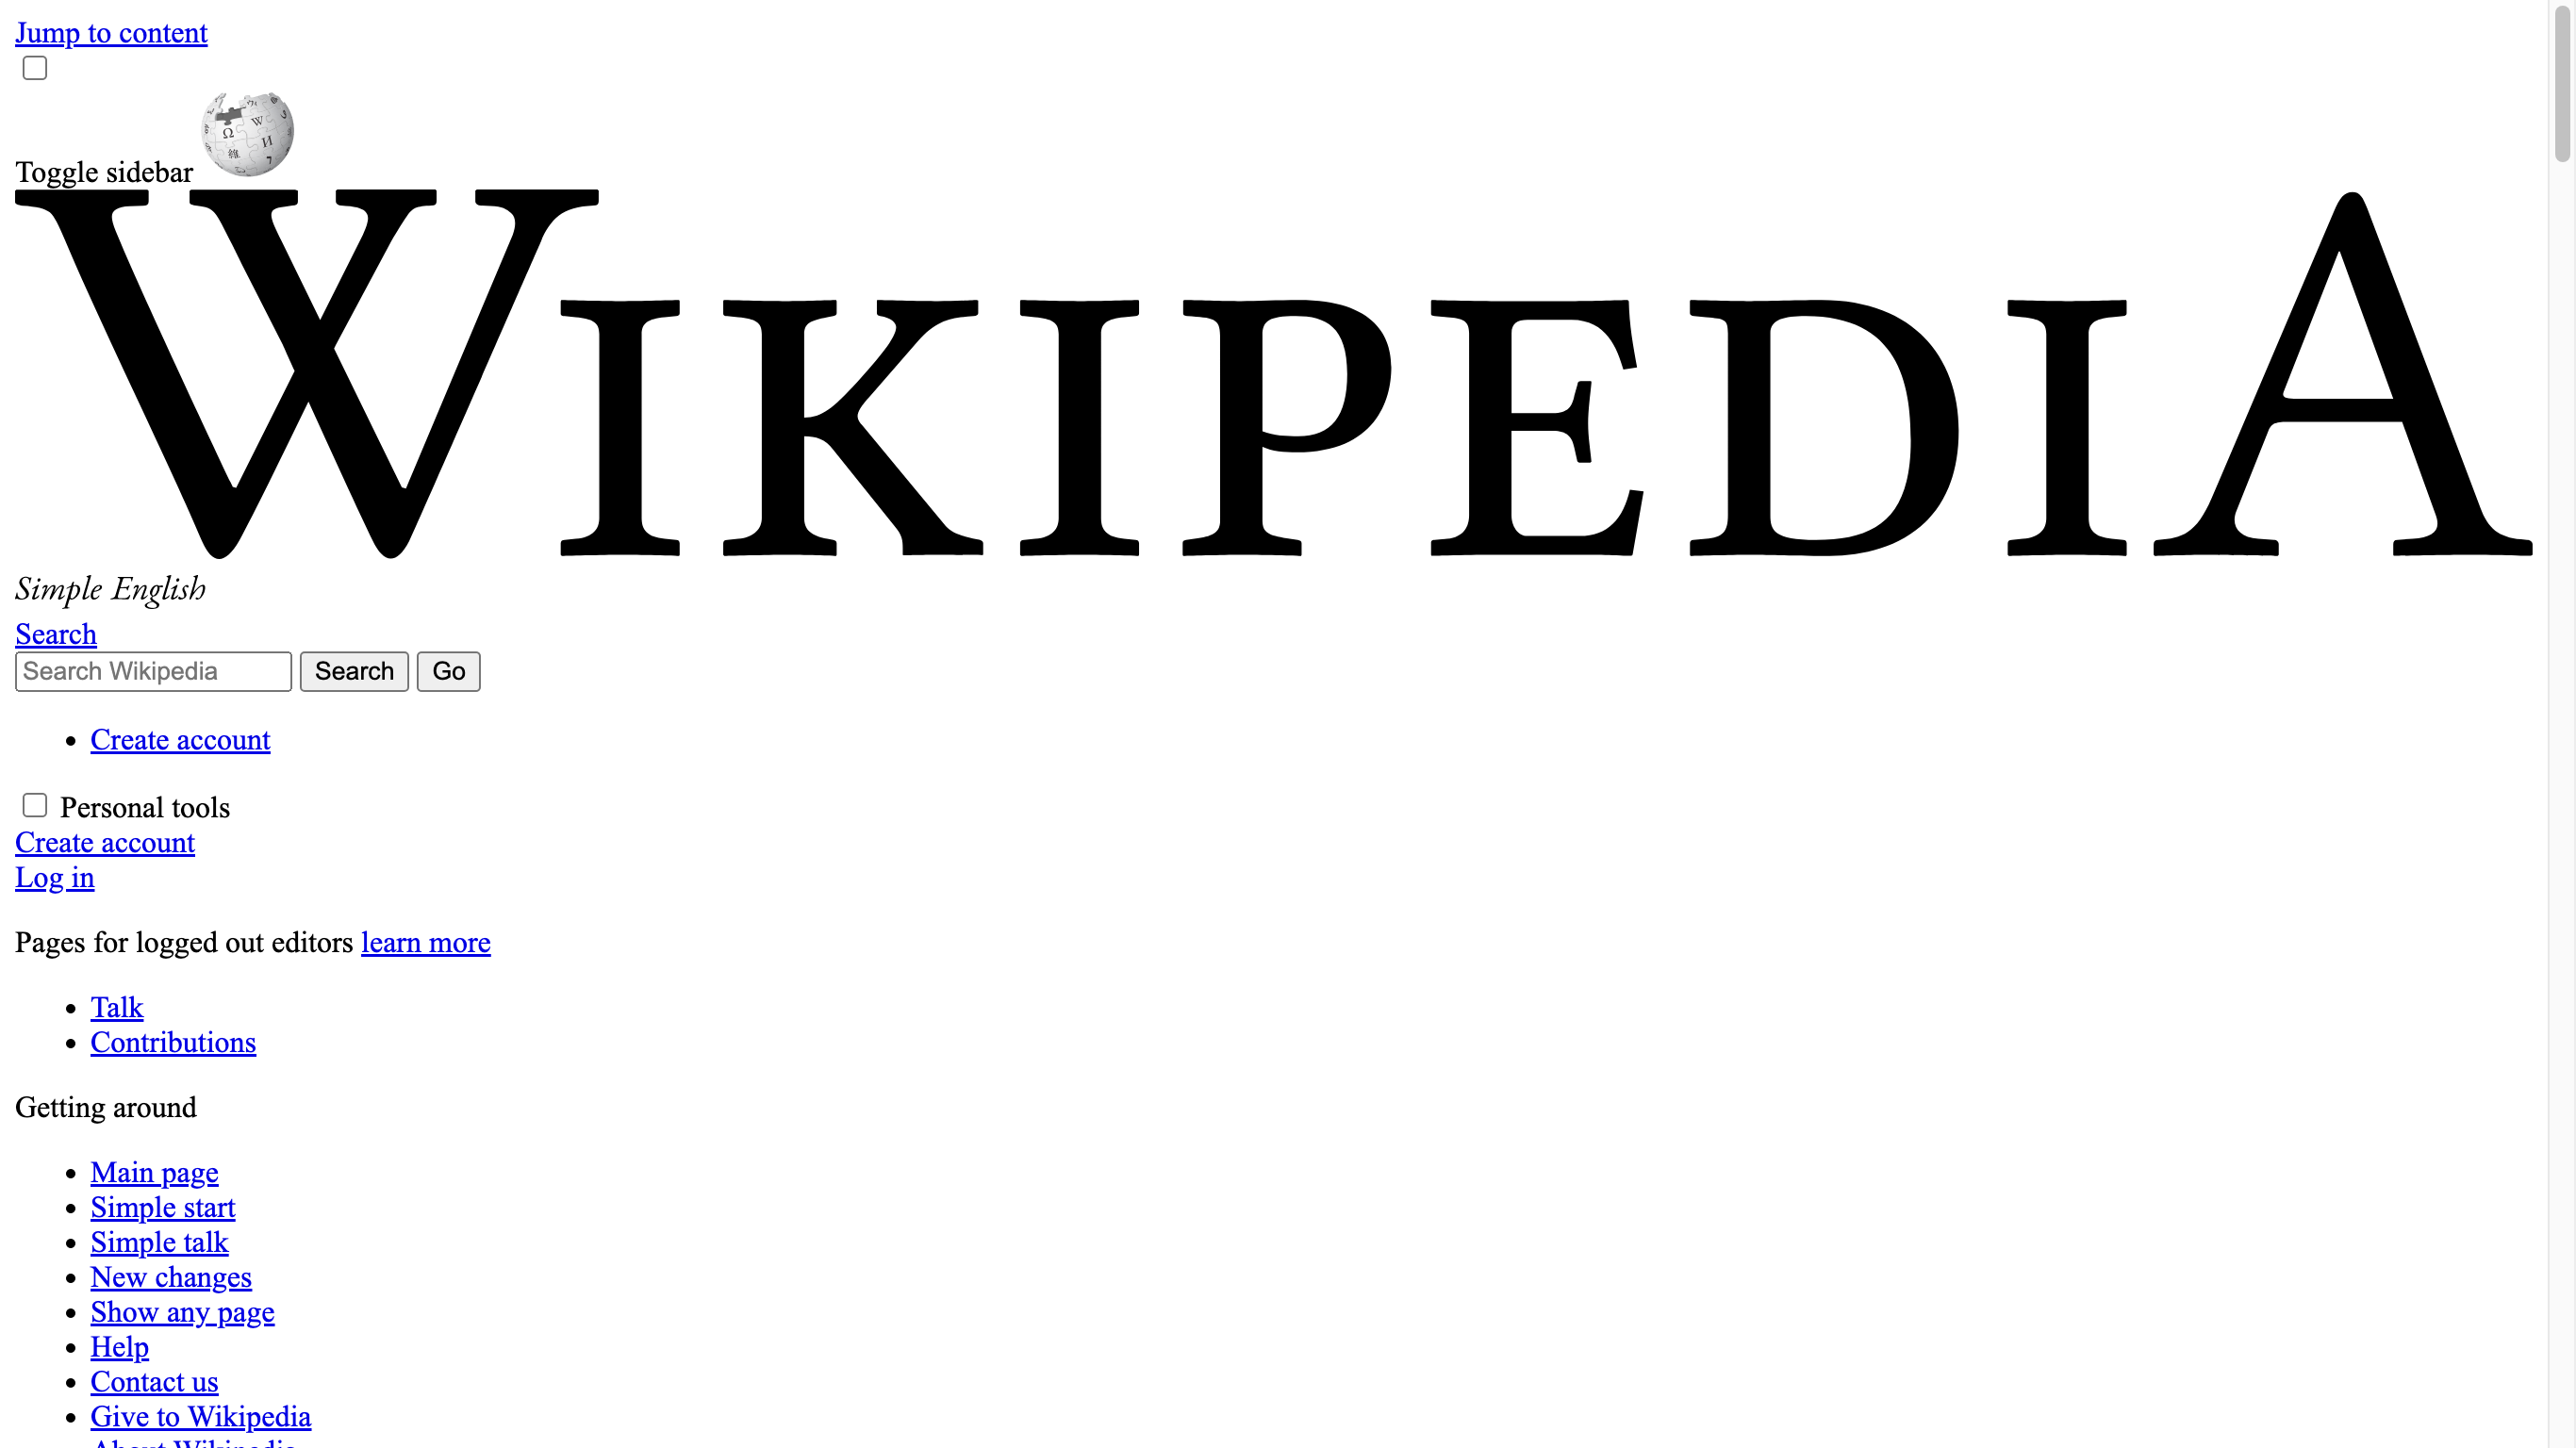 Jump to content
Toggle sidebar
WIKIPEDIA
Simple English
Search
Search Wikipedia Search Go
Create account
Personal tools
Create account
Log in
Pages for logged out editors learn more
Talk
Contributions
Getting around
Main page
Simple start
Simple talk
New changes
Show any page
Help
Contact us
Give to Wikipedia
About Wikipedia